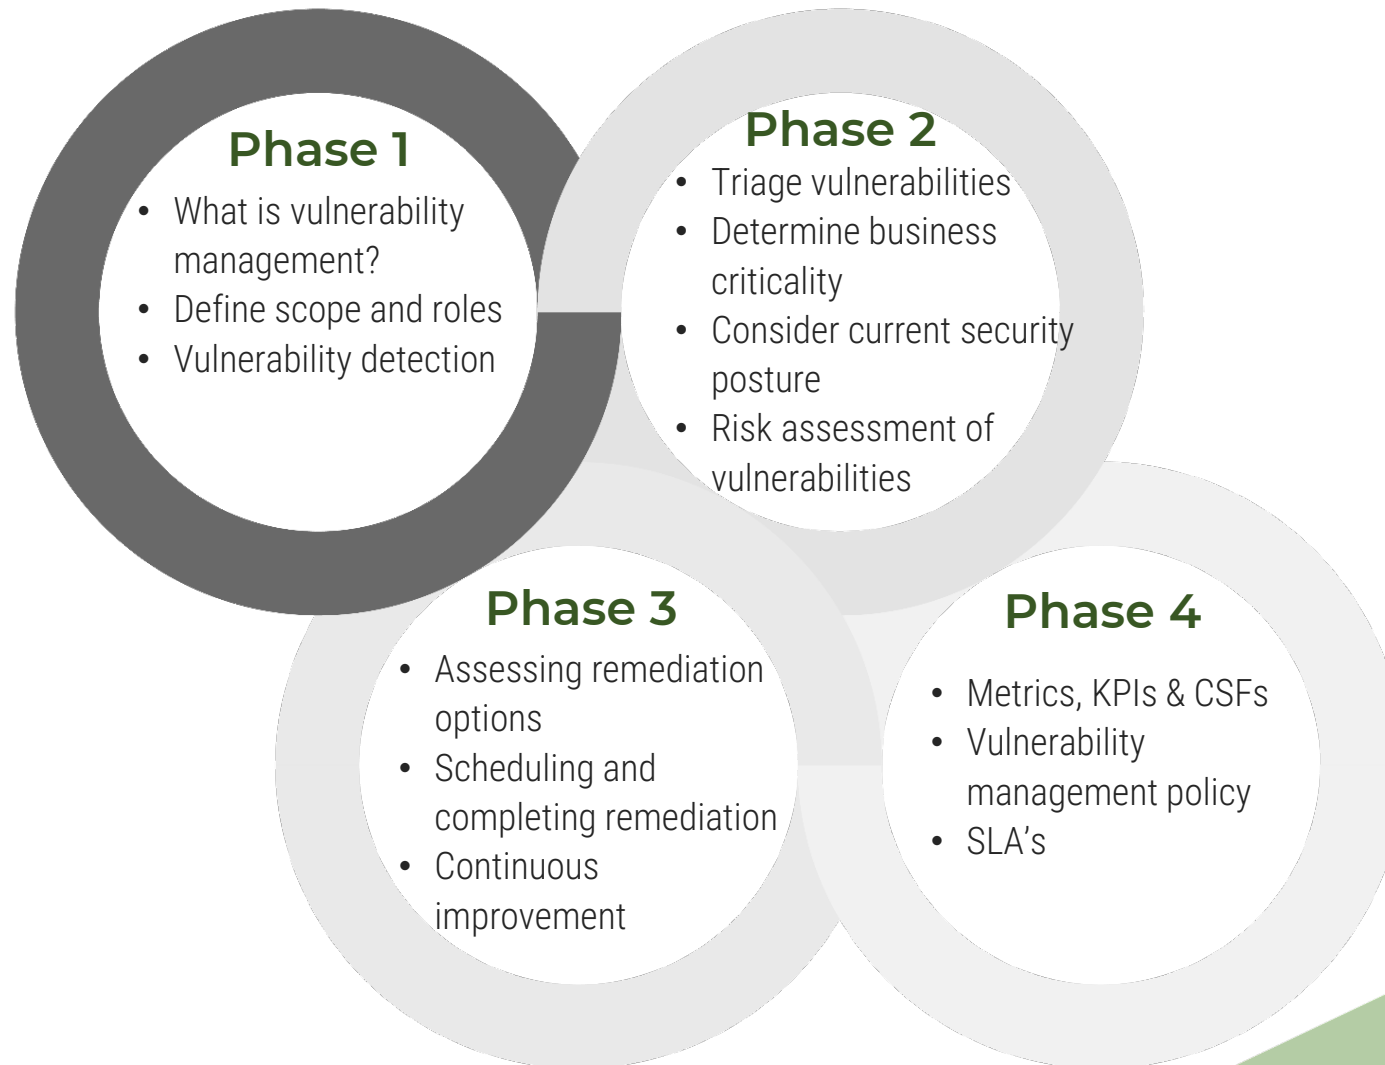 Phase 1
• What is vulnerability
management?
• Define scope and roles
• Vulnerability detection
Phase 2
• Triage vulnerabilities
• Determine business
criticality
• Consider current security
posture
• Risk assessment of
vulnerabilities
Phase 3
• Assessing remediation
options
• Scheduling and
completing remediation
• Continuous
improvement
Phase 4
• Metrics, KPIs & CSFs
• Vulnerability
management policy
• SLA’s